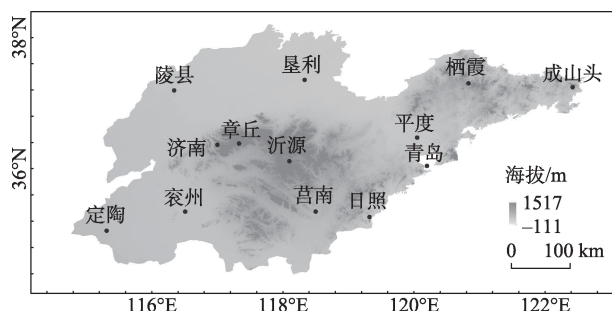 38°N
36°N
陵县
垦利
栖霞
成山头
济南
章丘
沂源
平度
青岛
定陶
兖州
莒南
日照
海拔/m
1517
−111
0 100 km
116°E 118°E 120°E 122°E